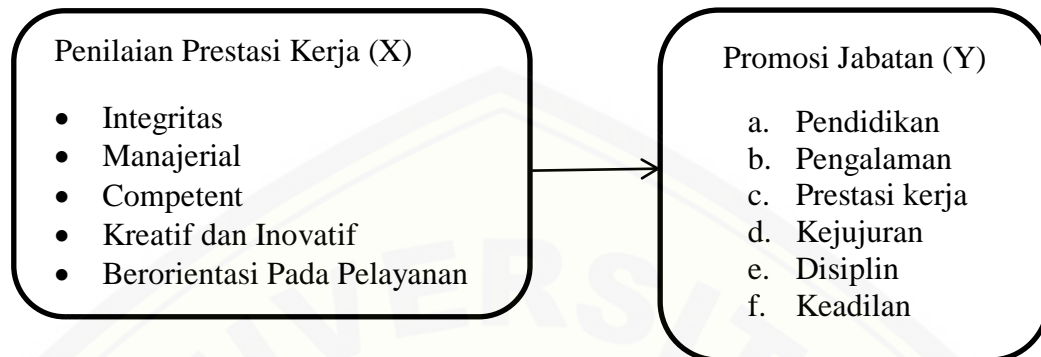 Penilaian Prestasi Kerja (X)
• Integritas
• Manajerial
• Competent
• Kreatif dan Inovatif
• Berorientasi Pada Pelayanan
Promosi Jabatan (Y)
a. Pendidikan
b. Pengalaman
c. Prestasi kerja
d. Kejujuran
e. Disiplin
f. Keadilan